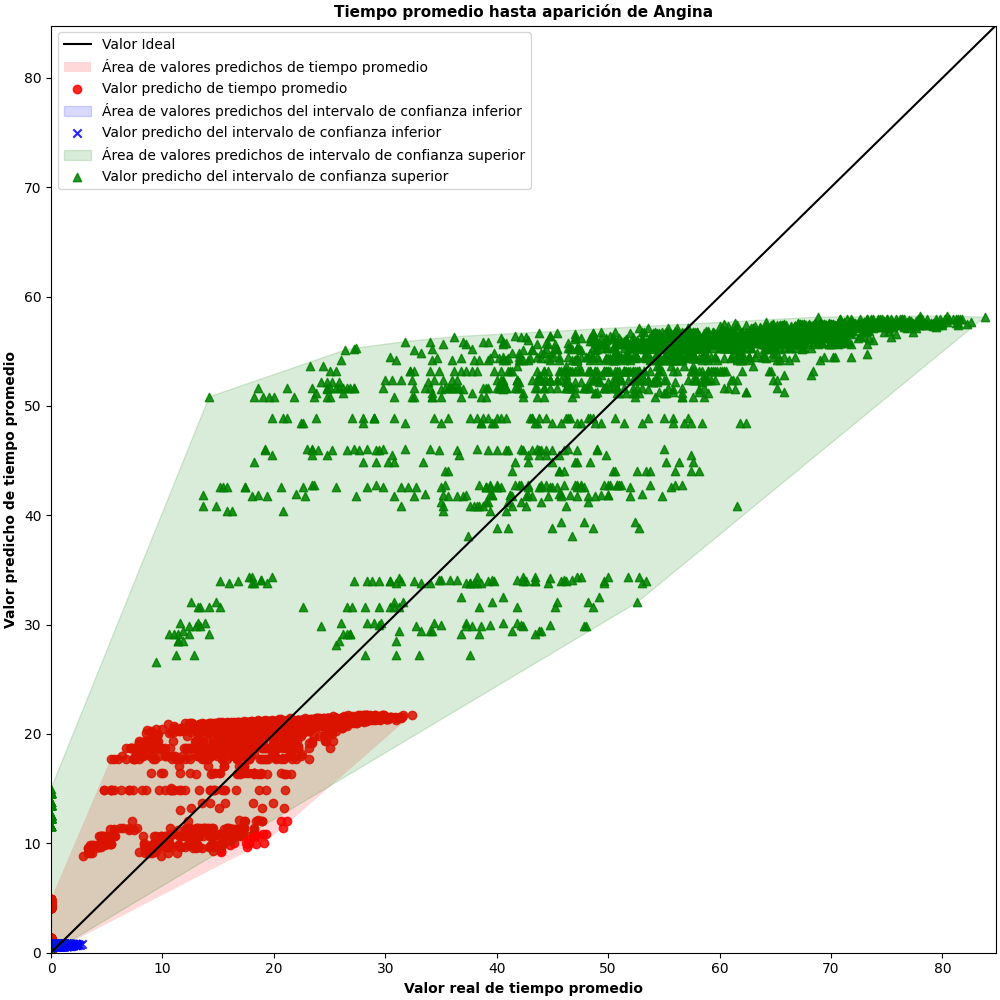 Tiempo promedio hasta aparición de Angina
Valor Ideal
Área de valores predichos de tiempo promedio
Valor predicho de tiempo promedio
Área de valores predichos del intervalo de confianza inferior
Valor predicho del intervalo de confianza inferior
Área de valores predichos de intervalo de confianza superior
Valor predicho del intervalo de confianza superior
Valor predicho de tiempo promedio
80
70
60
50
40
30
20
10
0
0 10 20 30 40 50 60 70 80
Valor real de tiempo promedio